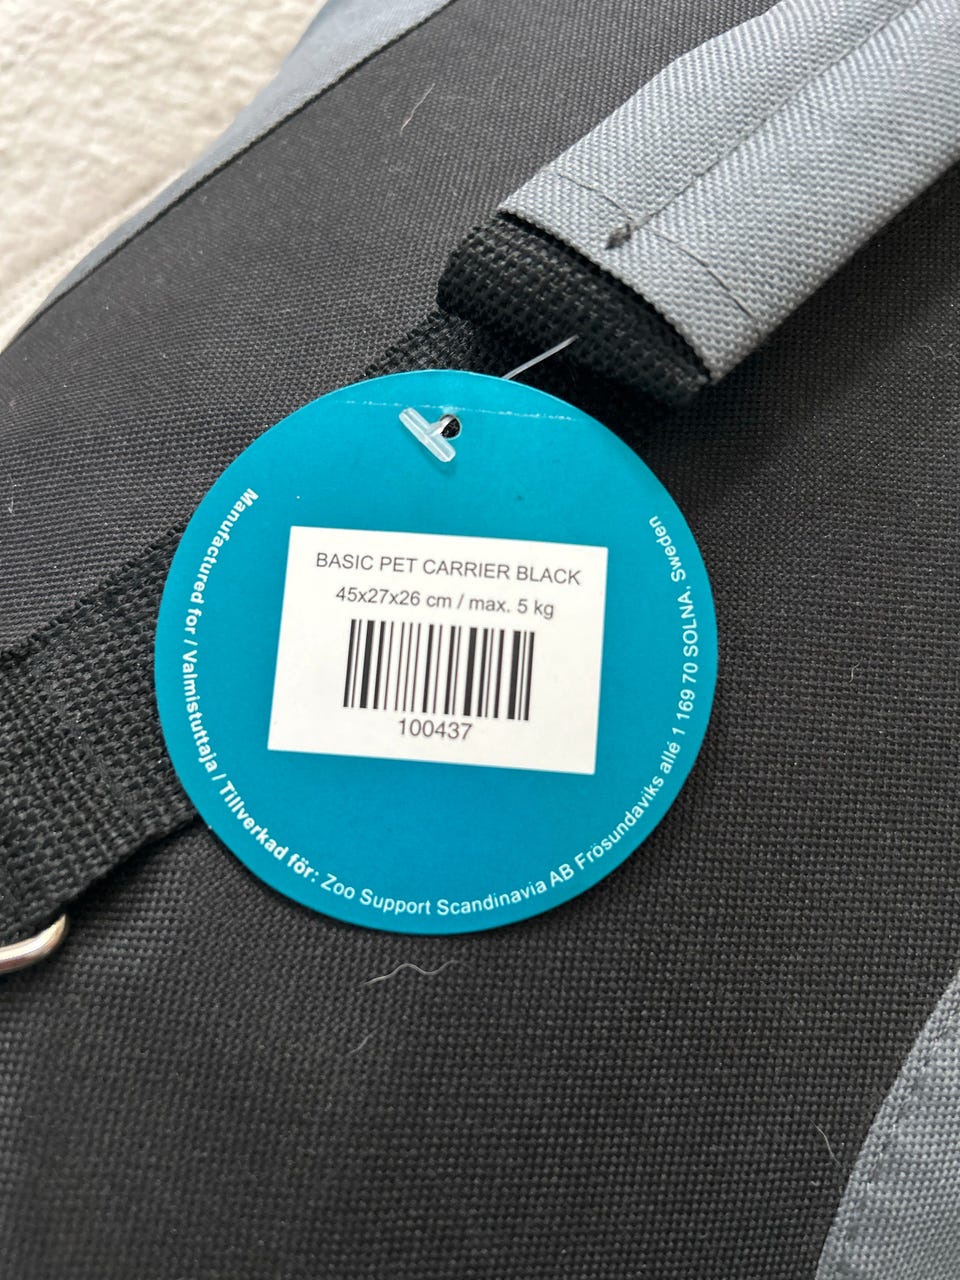 BASIC PET CARRIER BLACK
45x27x26 cm / max. 5 kg
100437
Manufactured for / Valmistuttaja / Tillverkad för: Zoo Support Scandinavia AB Frösundaviks allé 1 169 70 SOLNA, Sweden